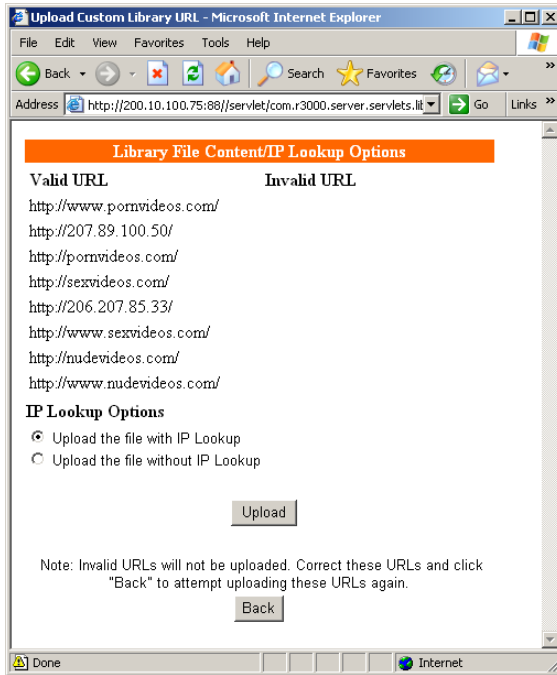 Upload Custom Library URL - Microsoft Internet Explorer
File Edit View Favorites Tools Help
Back Search Favorites »
Address http://200.10.100.75:88//servlet/com.r3000.server.servlets.lit Go Links »
Library File Content/IP Lookup Options
Valid URL Invalid URL
http://www.pornvideos.com/
http://207.89.100.50/
http://pornvideos.com/
http://sexvideos.com/
http://206.207.85.33/
http://www.sexvideos.com/
http://nudevideos.com/
http://www.nudevideos.com/
IP Lookup Options
Upload the file with IP Lookup
Upload the file without IP Lookup
Upload
Note: Invalid URLs will not be uploaded. Correct these URLs and click
"Back" to attempt uploading these URLs again.
Back
Done Internet